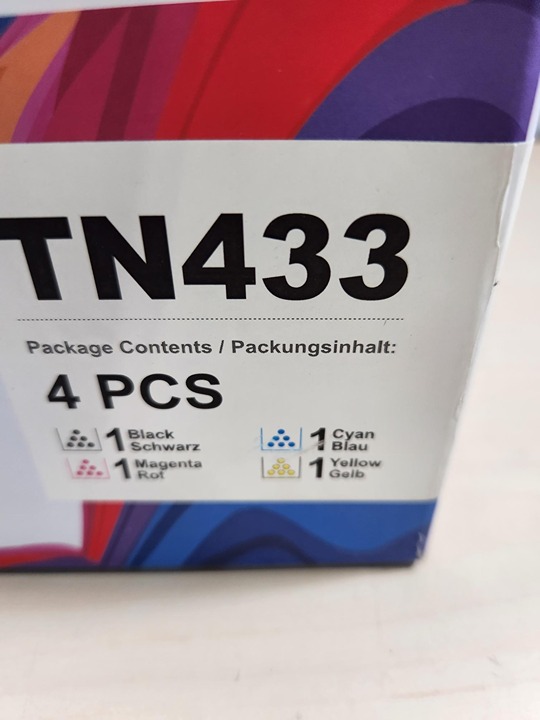 TN433
Package Contents / Packungsinhalt:
4 PCS
1 Black Schwarz
1 Cyan Blau
1 Magenta Rot
1 Yellow Gelb